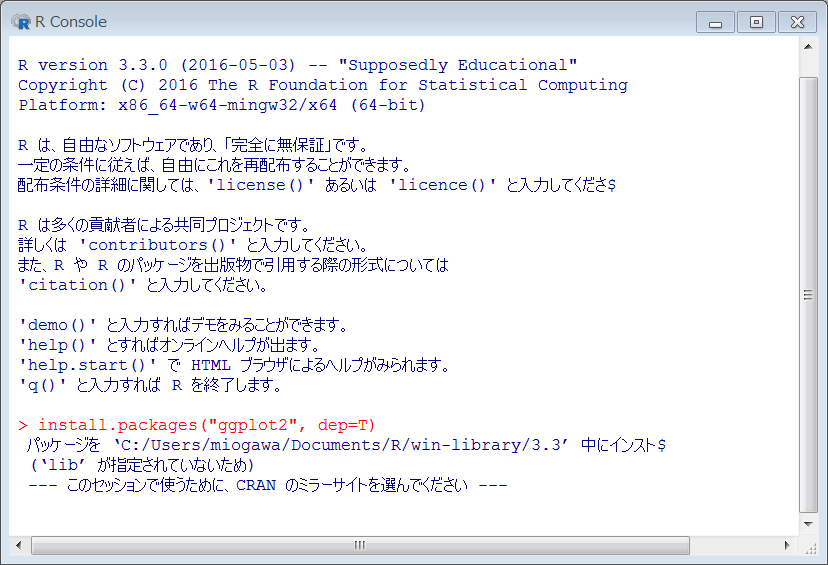 R Console
R version 3.3.0 (2016-05-03) -- "Supposedly Educational"
Copyright (C) 2016 The R Foundation for Statistical Computing
Platform: x86_64-w64-mingw32/x64 (64-bit)
R は、自由なソフトウェアであり、「完全に無保証」です。
一定の条件に従えば、自由にこれを再配布することができます。
配布条件の詳細に関しては、'license()' あるいは 'licence()' と入力してくださ$
R は多くの貢献者による共同プロジェクトです。
詳しくは 'contributors()' と入力してください。
また、R や R のパッケージを出版物で引用する際の形式については
'citation()' と入力してください。
'demo()' と入力すればデモをみることができます。
'help()' とすればオンラインヘルプが出ます。
'help.start()' で HTML ブラウザによるヘルプがみられます。
'q()' と入力すれば R を終了します。
> install.packages("ggplot2", dep=T)
パッケージを ‘C:/Users/miogawa/Documents/R/win-library/3.3’ 中にインスト$
(‘lib’ が指定されていないため)
--- このセッションで使うために、CRAN のミラーサイトを選んでください ---